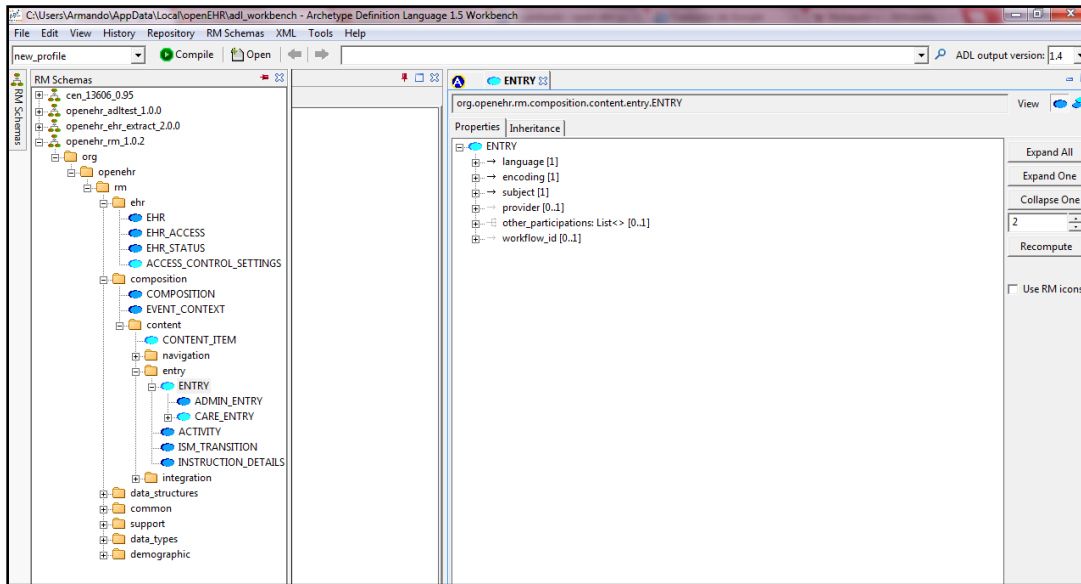 C:\Users\Armando\AppData\Local\openEHR\adl_workbench - Archetype Definition Language 1.5 Workbench
File Edit View History Repository RM Schemas XML Tools Help
new_profile Compile Open ADL output version: 1.4
RM Schemas
RM Schemas
cen_13606_0.95
openehr_adltest_1.0.0
openehr_ehr_extract_2.0.0
openehr_rm_1.0.2
org
openehr
rm
ehr
EHR
EHR_ACCESS
EHR_STATUS
ACCESS_CONTROL_SETTINGS
composition
COMPOSITION
EVENT_CONTEXT
content
CONTENT_ITEM
navigation
entry
ENTRY
ADMIN_ENTRY
CARE_ENTRY
ACTIVITY
ISM_TRANSITION
INSTRUCTION_DETAILS
integration
data_structures
common
support
data_types
demographic
A ENTRY
org.openehr.rm.composition.content.entry.ENTRY View
Properties Inheritance
ENTRY
language [1]
encoding [1]
subject [1]
provider [0..1]
other_participations: List<> [0..1]
workflow_id [0..1]
Expand All
Expand One
Collapse One
2
Recompute
Use RM icons